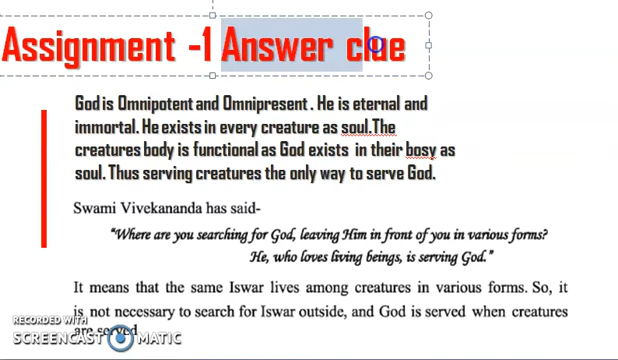 Assignment -1 Answer clue
God is Omnipotent and Omnipresent . He is eternal and
immortal. He exists in every creature as soul.The
creatures body is functional as God exists in their bosy as
soul. Thus serving creatures the only way to serve God.
Swami Vivekananda has said-
"Where are you searching for God, leaving Him in front of you in various forms?
He, who loves living beings, is serving God."
It means that the same Iswar lives among creatures in various forms. So, it
is not necessary to search for Iswar outside, and God is served when creatures
are served
RECORDED WITH
SCREENCAST MATIC